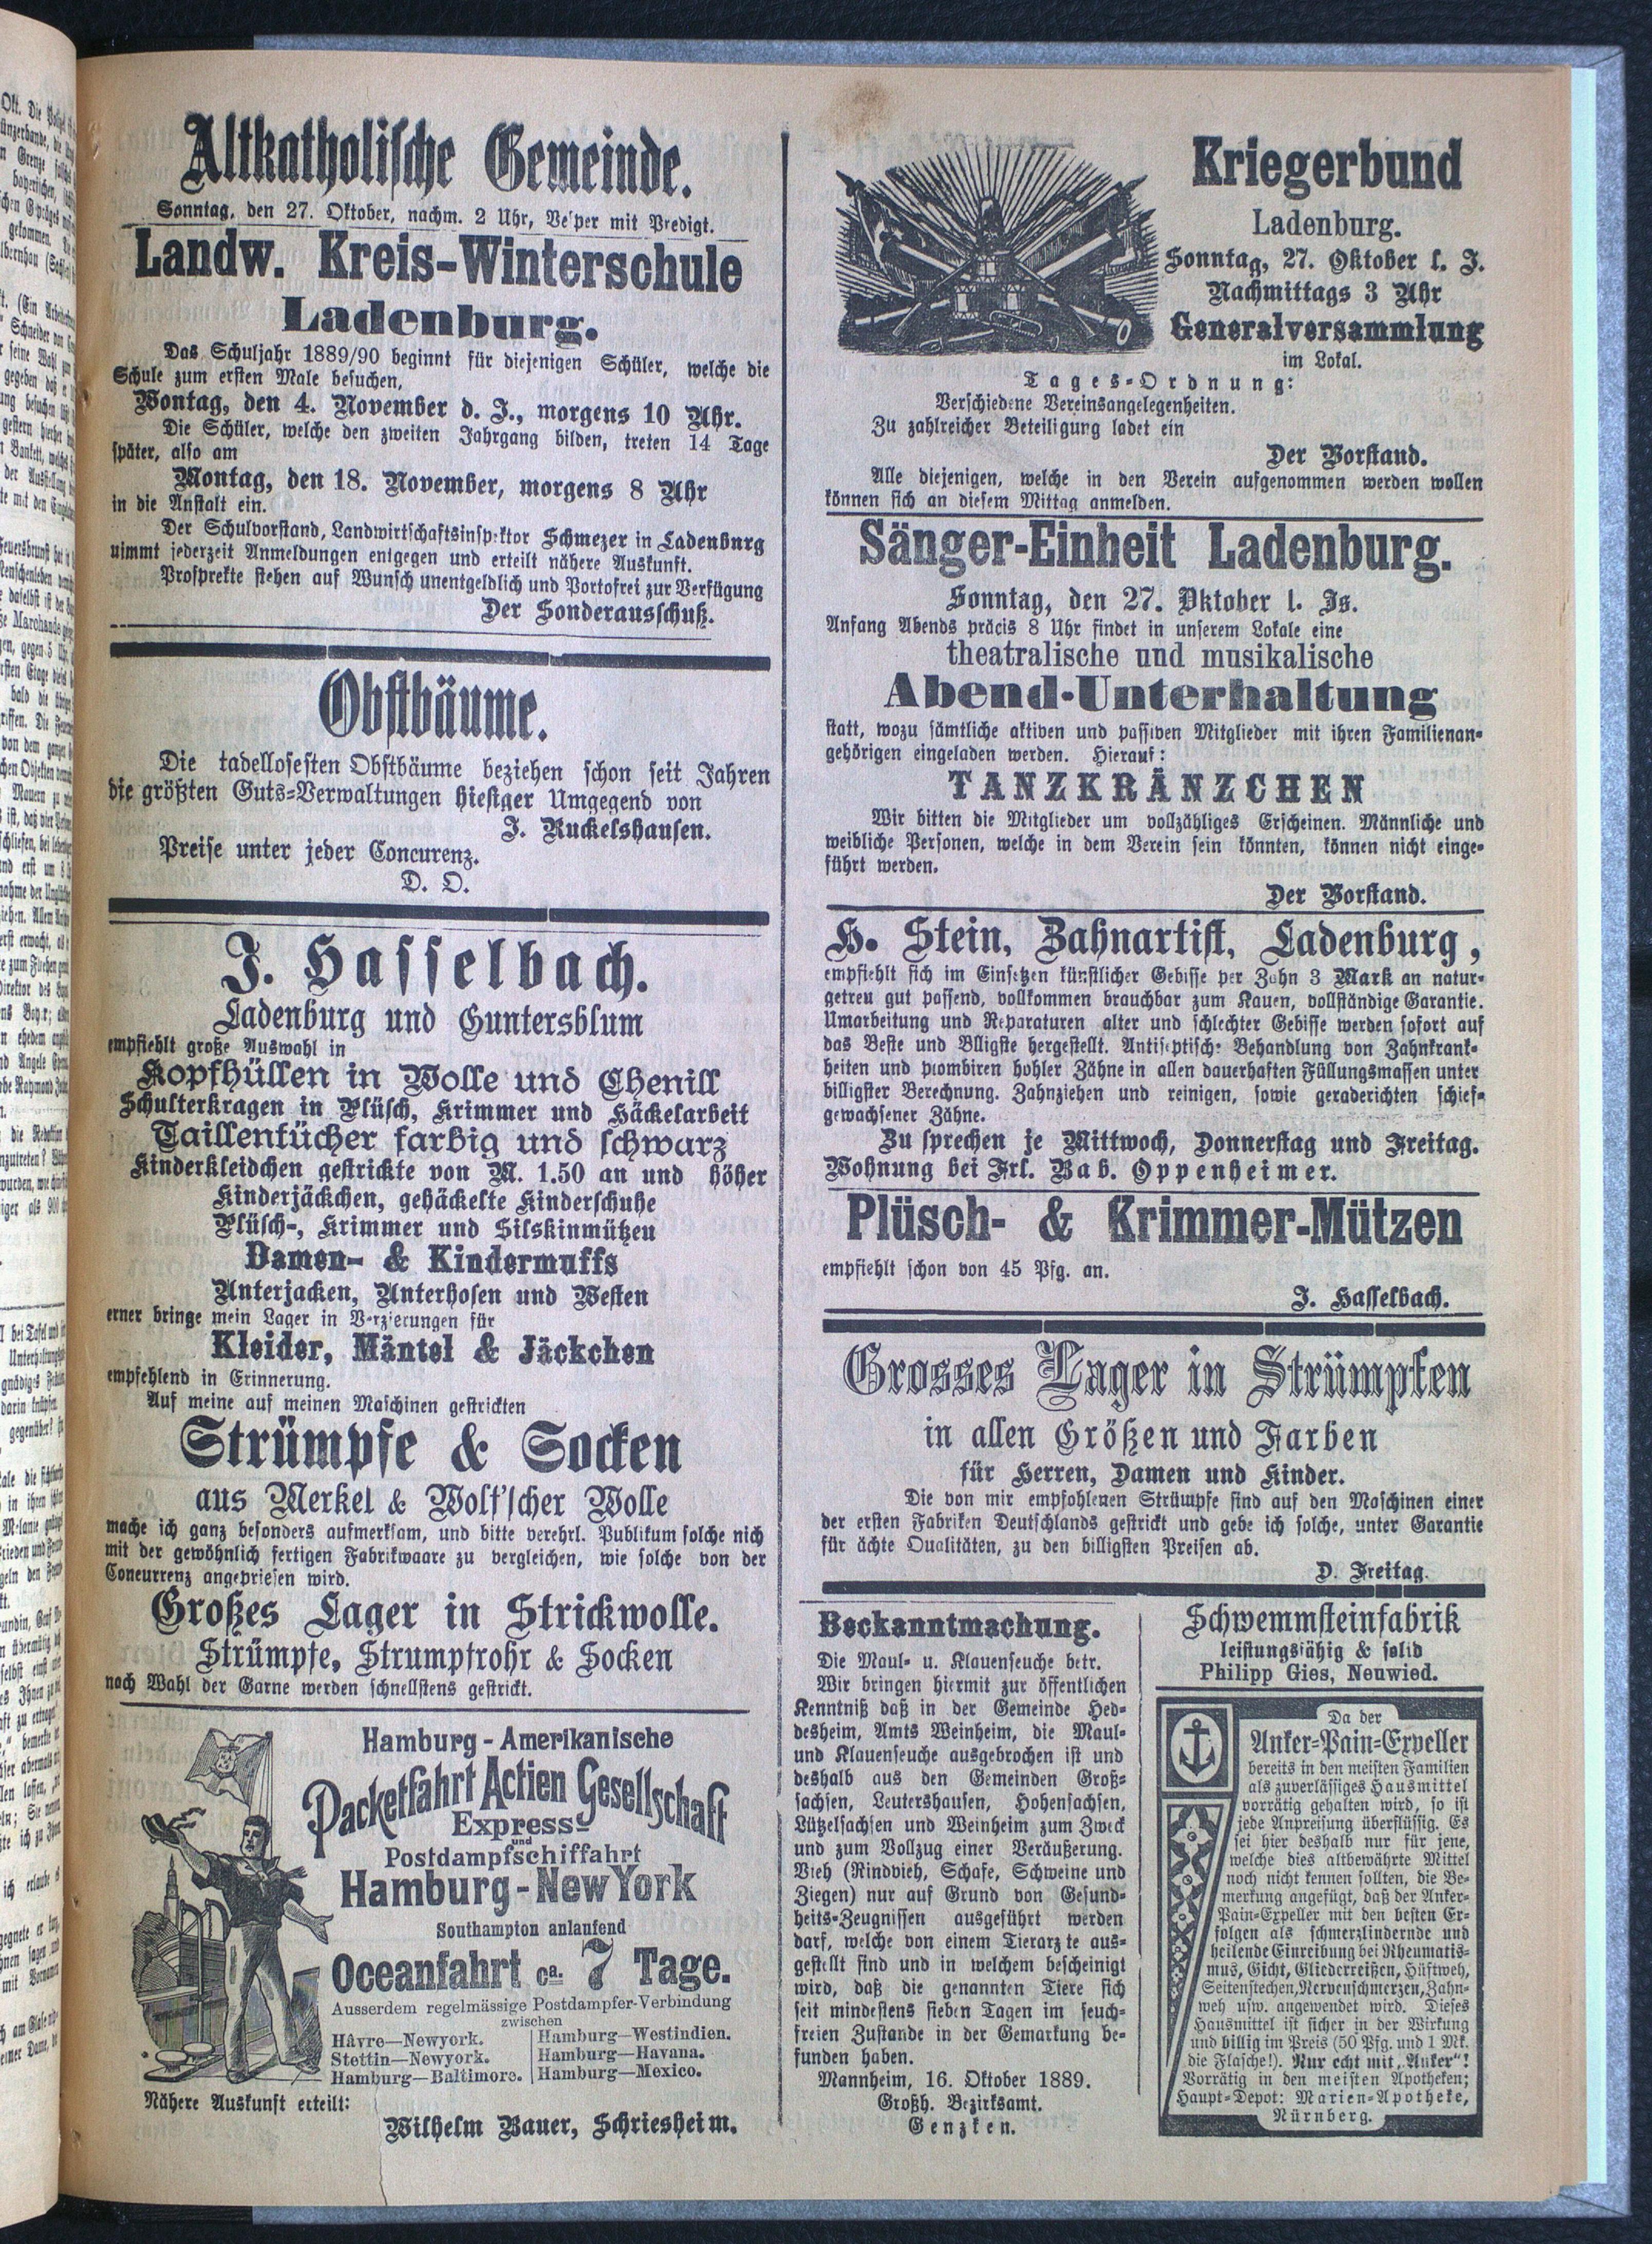 Altkatholische Gemeinde.
Sonntag, den 27. Oktober, nachm. 2 Uhr, Vesper mit Predigt.
Landw. Kreis-Winterschule
Ladenburg.
Das Schuljahr 1889/90 beginnt für diejenigen Schüler, welche die
Schule zum ersten Male besuchen,
Montag, den 4. November d. J., morgens 10 Uhr.
Die Schüler, welche den zweiten Jahrgang bilden, treten 14 Tage
später, also am
Montag, den 18. November, morgens 8 Uhr
in die Anstalt ein.
Der Schulvorstand, Landwirtschaftsinspektor Schmezer in Ladenburg
nimmt jederzeit Anmeldungen entgegen und erteilt nähere Auskunft.
Prosprekte stehen auf Wunsch unentgeldlich und Portofrei zur Verfügung
Der Sonderausschuß.
Obstbäume.
Die tadellosesten Obstbäume beziehen schon seit Jahren
die größten Guts-Verwaltungen hiesiger Umgegend von
J. Ruckelshausen.
Preise unter jeder Concurenz.
D. O.
J. Hasselbach.
Ladenburg und Guntersblum
empfiehlt große Auswahl in
Kopfhüllen in Wolle und Chenill
Schulterkragen in Plüsch, Krimmer und Häckelarbeit
Taillentücher farbig und schwarz
Kinderkleidchen gestrickte von M. 1.50 an und höher
Kinderjäckchen, gehäckelte Kinderschuhe
Plüsch-, Krimmer und Silskinmützen
Damen- & Kindermuffs
Unterjacken, Unterhosen und Westen
erner bringe mein Lager in Verzierungen für
Kleider, Mäntel & Jäckchen
empfehlend in Erinnerung.
Auf meine auf meinen Maschinen gestrickten
Strümpfe & Socken
aus Merkel & Wolf'scher Wolle
mache ich ganz besonders aufmerksam, und bitte verehrl. Publikum solche nich
mit der gewöhnlich fertigen Fabrikwaare zu vergleichen, wie solche von der
Concurrenz angepriesen wird.
Großes Lager in Strickwolle.
Strümpfe, Strumpfrohr & Socken
nach Wahl der Garne werden schnellstens gestrickt.
Hamburg - Amerikanische
Packetfahrt Actien Gesellschaft
Express-
und
Postdampfschiffahrt
Hamburg - New York
Southampton anlaufend
Oceanfahrt ca. 7 Tage.
Ausserdem regelmässige Postdampfer-Verbindung
zwischen
Hâvre—Newyork.
Stettin—Newyork.
Hamburg—Baltimore.
Hamburg—Westindien.
Hamburg—Havana.
Hamburg—Mexico.
Nähere Auskunft erteilt:
Wilhelm Bauer, Schriesheim.
Kriegerbund
Ladenburg.
Sonntag, 27. Oktober l. J.
Nachmittags 3 Uhr
Generalversammlung
im Lokal.
Tages-Ordnung:
Verschiedene Vereinsangelegenheiten.
Zu zahlreicher Beteiligung ladet ein
Der Vorstand.
Alle diejenigen, welche in den Verein aufgenommen werden wollen
können sich an diesem Mittag anmelden.
Sänger-Einheit Ladenburg.
Sonntag, den 27. Oktober l. Js.
Anfang Abends präcis 8 Uhr findet in unserem Lokale eine
theatralische und musikalische
Abend-Unterhaltung
statt, wozu sämtliche aktiven und passiven Mitglieder mit ihren Familienan-
gehörigen eingeladen werden. Hierauf:
TANZKRÄNZCHEN
Wir bitten die Mitglieder um vollzähliges Erscheinen. Männliche und
weibliche Personen, welche in dem Verein sein könnten, können nicht einge-
führt werden.
Der Vorstand.
H. Stein, Zahnartist, Ladenburg,
empfiehlt sich im Einsetzen künstlicher Gebisse per Zahn 3 Mark an natur-
getreu gut passend, vollkommen brauchbar zum Kauen, vollständige Garantie.
Umarbeitung und Reparaturen alter und schlechter Gebisse werden sofort auf
das Beste und Billigste hergestellt. Antiseptische Behandlung von Zahnkrank-
heiten und plombiren hohler Zähne in allen dauerhaften Füllungsmassen unter
billigster Berechnung. Zahnziehen und reinigen, sowie geraderichten schief-
gewachsener Zähne.
Zu sprechen je Mittwoch, Donnerstag und Freitag.
Wohnung bei Frl. Bab. Oppenheimer.
Plüsch- & Krimmer-Mützen
empfiehlt schon von 45 Pfg. an.
J. Hasselbach.
Grosses Lager in Strümpfen
in allen Größen und Farben
für Herren, Damen und Kinder.
Die von mir empfohlenen Strümpfe sind auf den Maschinen einer
der ersten Fabriken Deutschlands gestrickt und gebe ich solche, unter Garantie
für ächte Qualitäten, zu den billigsten Preisen ab.
D. Freitag.
Beckanntmachung.
Die Maul- u. Klauenseuche betr.
Wir bringen hiermit zur öffentlichen
Kenntniß daß in der Gemeinde Hed-
desheim, Amts Weinheim, die Maul-
und Klauenseuche ausgebrochen ist und
deshalb aus den Gemeinden Groß-
sachsen, Leutershausen, Hohensachsen,
Lützelsachsen und Weinheim zum Zweck
und zum Vollzug einer Veräußerung.
Vieh (Rindvieh, Schafe, Schweine und
Ziegen) nur auf Grund von Gesund-
heits-Zeugnissen ausgeführt werden
darf, welche von einem Tierarzte aus-
gestellt sind und in welchem bescheinigt
wird, daß die genannten Tiere sich
seit mindestens sieben Tagen im seuch-
freien Zustande in der Gemarkung be-
funden haben.
Mannheim, 16. Oktober 1889.
Großh. Bezirksamt.
Genzken.
Schwemmsteinfabrik
leistungsfähig & solid
Philipp Gies, Neuwied.
Da der
Anker-Pain-Expeller
bereits in den meisten Familien
als zuverlässiges Hausmittel
vorrätig gehalten wird, so ist
jede Anpreisung überflüssig. Es
sei hier deshalb nur für jene,
welche dies altbewährte Mittel
noch nicht kennen sollten, die Be-
merkung angefügt, daß der Anker-
Pain-Expeller mit den besten Er-
folgen als schmerzlindernde und
heilende Einreibung bei Rheumatis-
mus, Gicht, Gliederreißen, Hüftweh,
Seitenstechen, Nervenschmerzen, Zahn-
weh usw. angewendet wird. Dieses
Hausmittel ist sicher in der Wirkung
und billig im Preis (50 Pfg. und 1 Mk.
die Flasche!). Nur echt mit „Anker“!
Vorrätig in den meisten Apotheken;
Haupt-Depot: Marien-Apotheke,
Nürnberg.